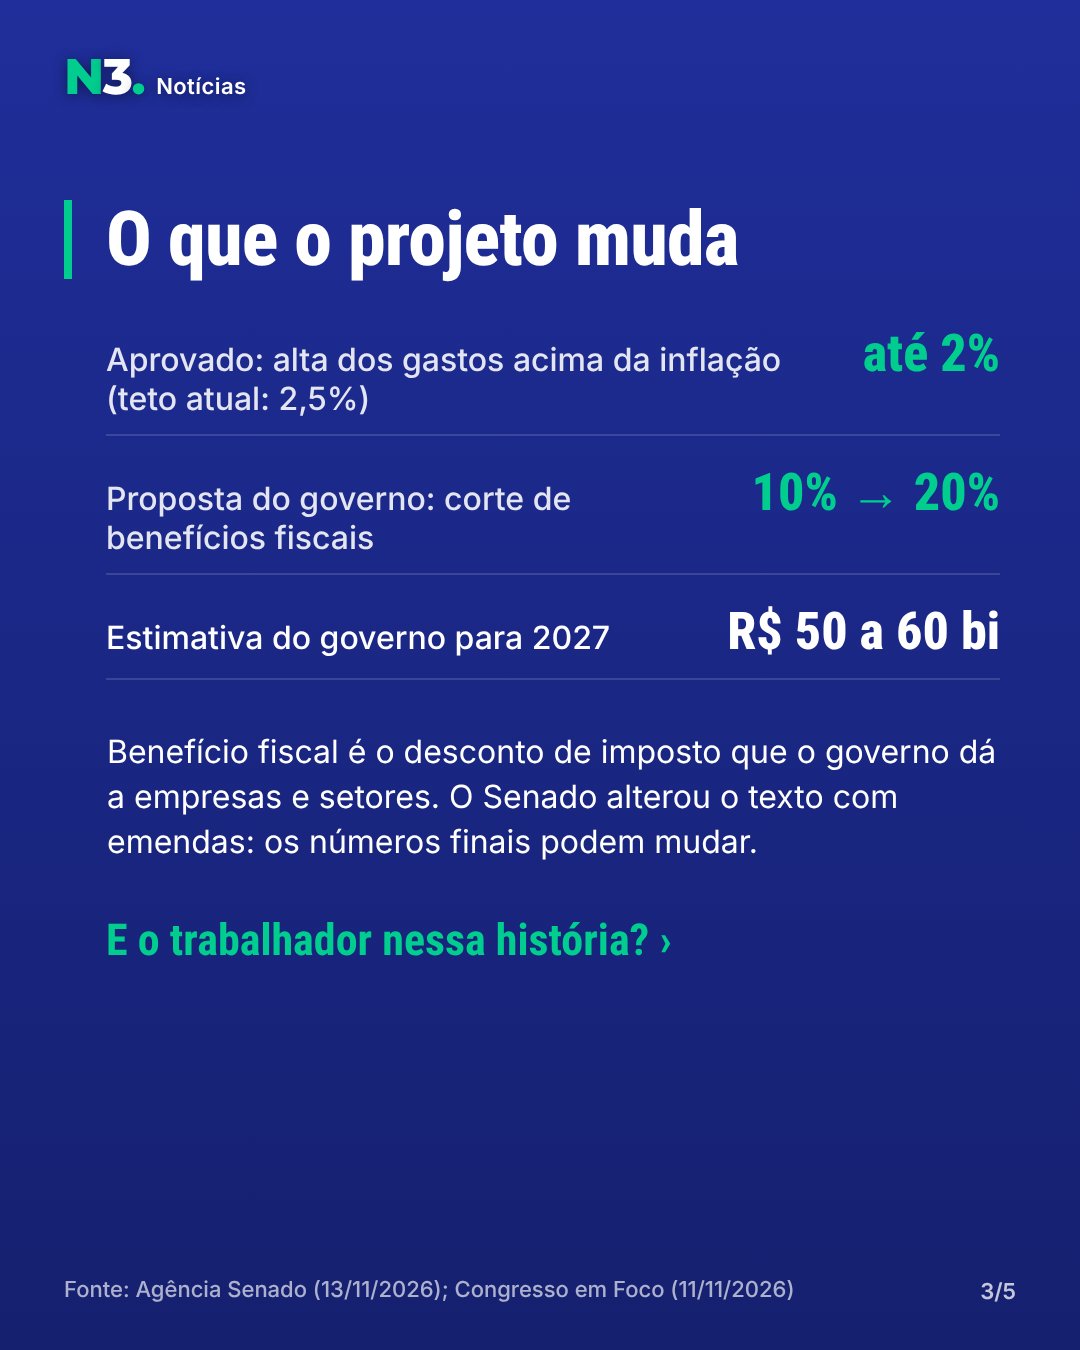 N3. Notícias
O que o projeto muda
Aprovado: alta dos gastos acima da inflação até 2%
(teto atual: 2,5%)
Proposta do governo: corte de 10% → 20%
benefícios fiscais
Estimativa do governo para 2027 R$ 50 a 60 bi
Benefício fiscal é o desconto de imposto que o governo dá
a empresas e setores. O Senado alterou o texto com
emendas: os números finais podem mudar.
E o trabalhador nessa história? ›
Fonte: Agência Senado (13/11/2026); Congresso em Foco (11/11/2026) 3/5